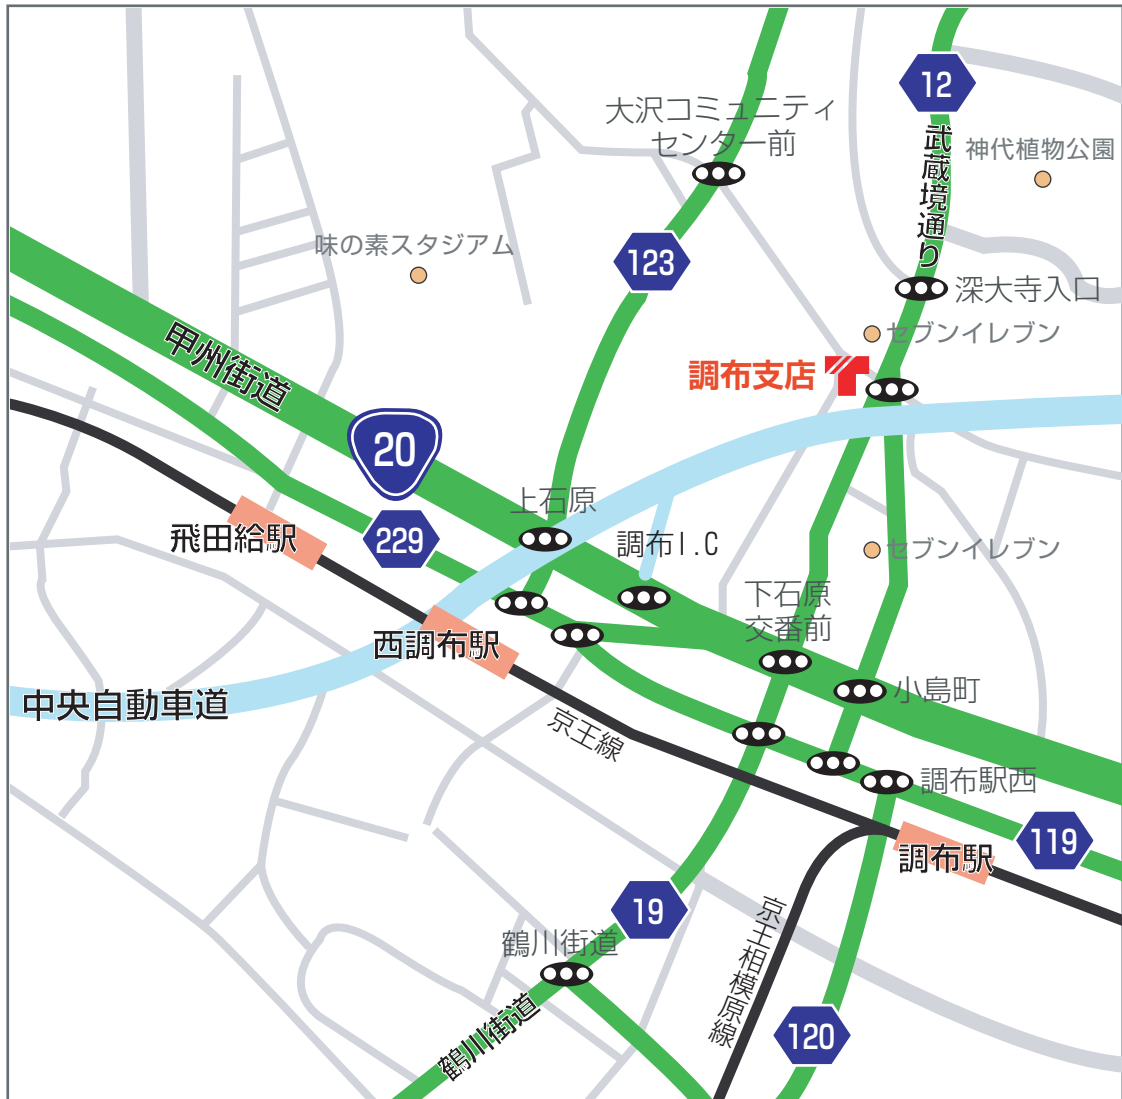 12
大沢コミュニティ
センター前
武蔵境通り
神代植物公園
味の素スタジアム
123
深大寺入口
セブンイレブン
甲州街道
調布支店
20
上石原
飛田給駅
229
調布I.C
セブンイレブン
下石原
交番前
西調布駅
小島町
中央自動車道
京王線
調布駅西
119
調布駅
19
京王相模原線
鶴川街道
鶴川街道
120